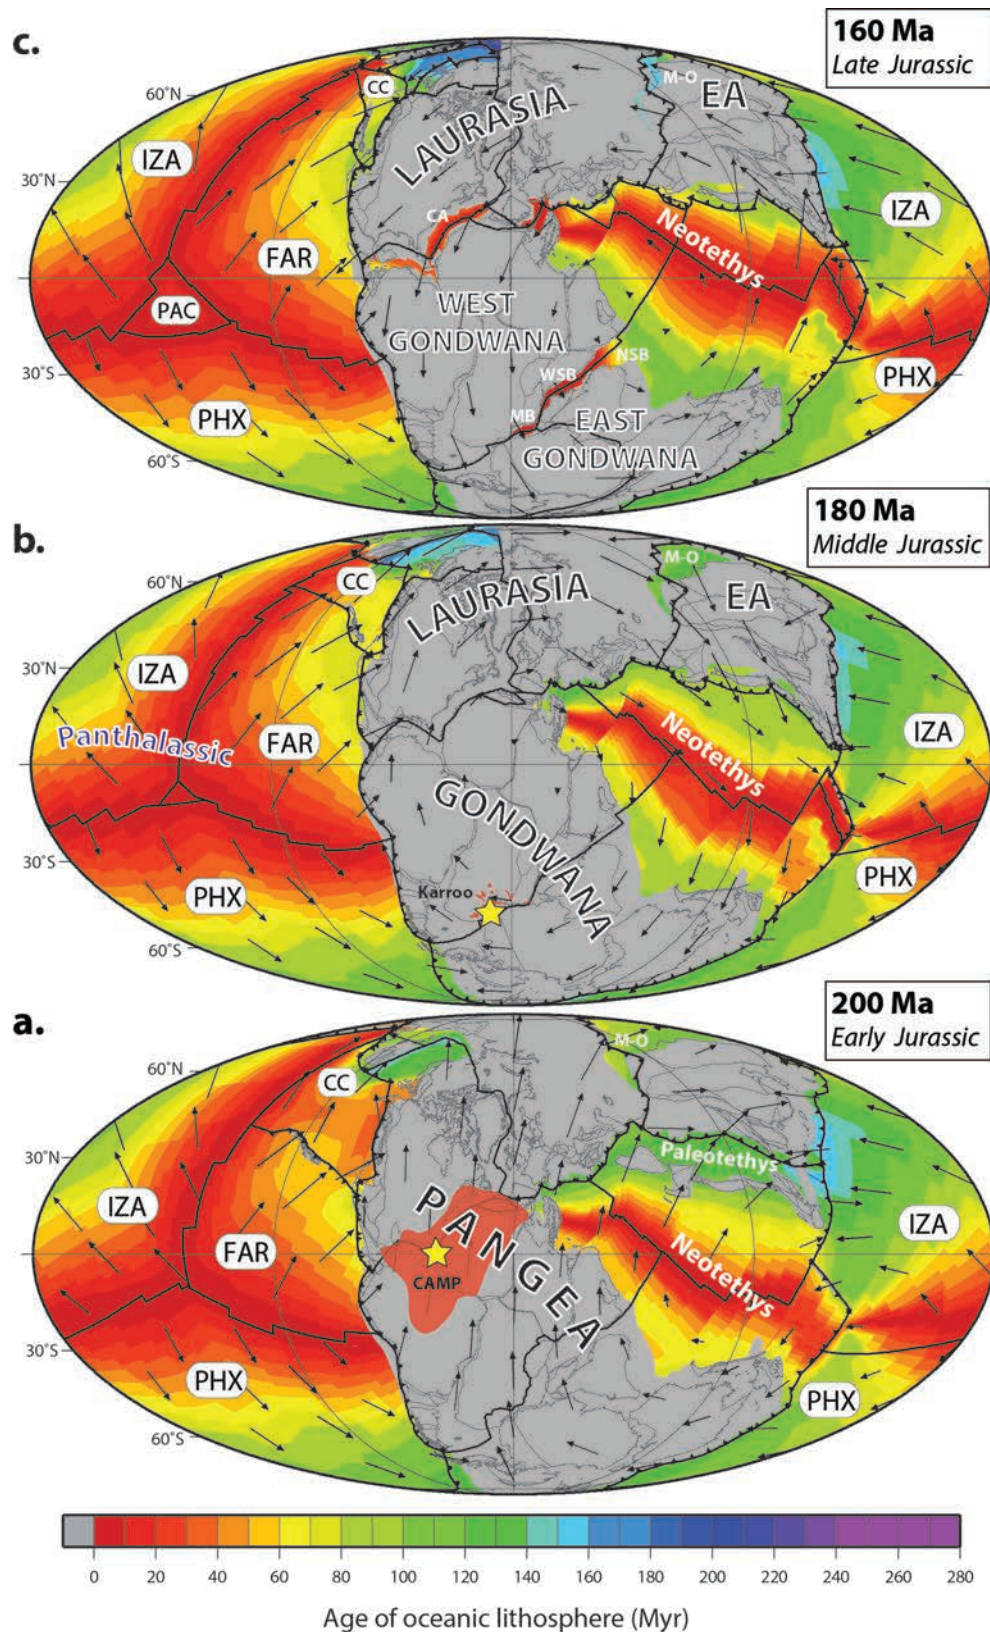 c.
160 Ma
Late Jurassic
60°N
30°N
30°S
60°S
CC
M-O
EA
LAURASIA
IZA
IZA
CA
FAR
Neotethys
PAC
WEST
GONDWANA
NSB
WSB
PHX
PHX
MB
EAST
GONDWANA
b.
180 Ma
Middle Jurassic
60°N
30°N
30°S
60°S
CC
M-O
EA
LAURASIA
IZA
IZA
Panthalassic
FAR
Neotethys
GONDWANA
Karroo
PHX
PHX
a.
200 Ma
Early Jurassic
60°N
30°N
30°S
60°S
M-O
CC
Paleotethys
PANGEA
IZA
IZA
FAR
Neotethys
CAMP
PHX
PHX
0 20 40 60 80 100 120 140 160 180 200 220 240 260 280
Age of oceanic lithosphere (Myr)